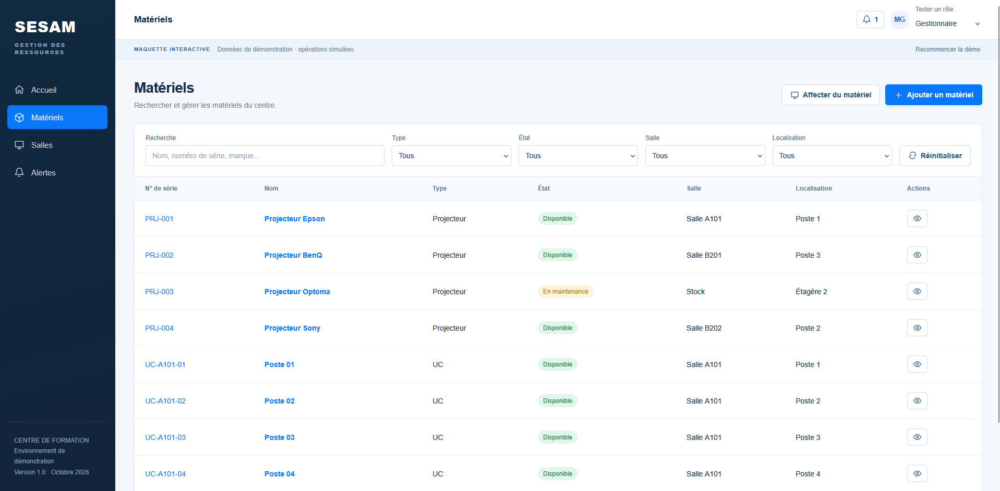 SESAM
GESTION DES
RESSOURCES
Accueil
Matériels
Salles
Alertes
CENTRE DE FORMATION
Environnement de
démonstration
Version 1.0 · Octobre 2026
Matériels
1
MG
Tester un rôle
Gestionnaire
MAQUETTE INTERACTIVE Données de démonstration · opérations simulées Recommencer la démo
Matériels
Rechercher et gérer les matériels du centre.
Affecter du matériel
Ajouter un matériel
Recherche Type État Salle Localisation
Nom, numéro de série, marque… Tous Tous Tous Tous Réinitialiser
N° de série Nom Type État Salle Localisation Actions
PRJ-001 Projecteur Epson Projecteur Disponible Salle A101 Poste 1
PRJ-002 Projecteur BenQ Projecteur Disponible Salle B201 Poste 3
PRJ-003 Projecteur Optoma Projecteur En maintenance Stock Étagère 2
PRJ-004 Projecteur Sony Projecteur Disponible Salle B202 Poste 2
UC-A101-01 Poste 01 UC Disponible Salle A101 Poste 1
UC-A101-02 Poste 02 UC Disponible Salle A101 Poste 2
UC-A101-03 Poste 03 UC Disponible Salle A101 Poste 3
UC-A101-04 Poste 04 UC Disponible Salle A101 Poste 4